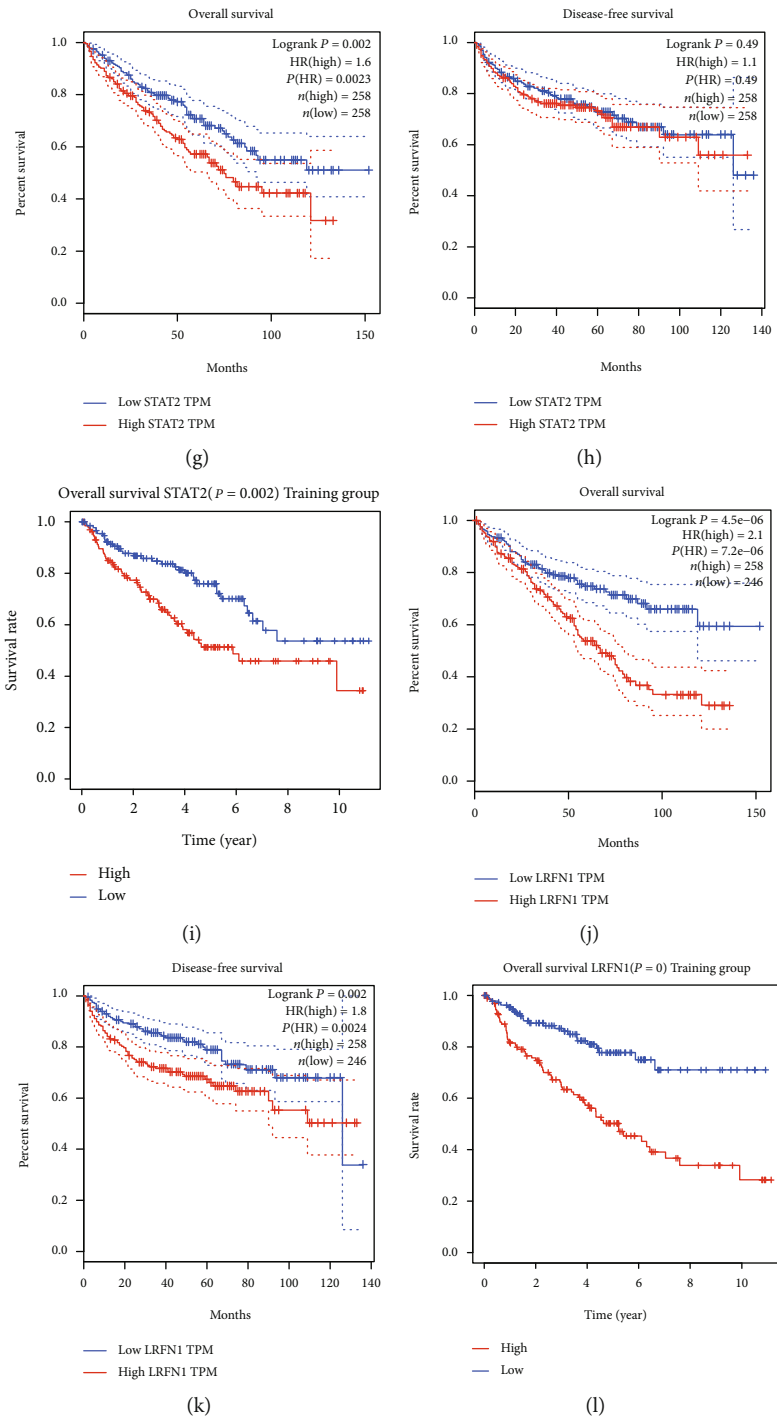 Overall survival
Logrank P = 0.002
HR(high) = 1.6
P(HR) = 0.0023
n(high) = 258
n(low) = 258
Percent survival
1.0
0.8
0.6
0.4
0.2
0.0
0 50 100 150
Months
Low STAT2 TPM
High STAT2 TPM
(g)
Disease-free survival
Logrank P = 0.49
HR(high) = 1.1
P(HR) = 0.49
n(high) = 258
n(low) = 258
Percent survival
1.0
0.8
0.6
0.4
0.2
0.0
0 20 40 60 80 100 120 140
Months
Low STAT2 TPM
High STAT2 TPM
(h)
Overall survival STAT2(P = 0.002) Training group
Survival rate
1.0
0.8
0.6
0.4
0.2
0.0
0 2 4 6 8 10
Time (year)
High
Low
(i)
Overall survival
Logrank P = 4.5e–06
HR(high) = 2.1
P(HR) = 7.2e–06
n(high) = 258
n(low) = 246
Percent survival
1.0
0.8
0.6
0.4
0.2
0.0
0 50 100 150
Months
Low LRFN1 TPM
High LRFN1 TPM
(j)
Disease-free survival
Logrank P = 0.002
HR(high) = 1.8
P(HR) = 0.0024
n(high) = 258
n(low) = 246
Percent survival
1.0
0.8
0.6
0.4
0.2
0.0
0 20 40 60 80 100 120 140
Months
Low LRFN1 TPM
High LRFN1 TPM
(k)
Overall survival LRFN1(P = 0) Training group
Survival rate
1.0
0.8
0.6
0.4
0.2
0.0
0 2 4 6 8 10
Time (year)
High
Low
(l)